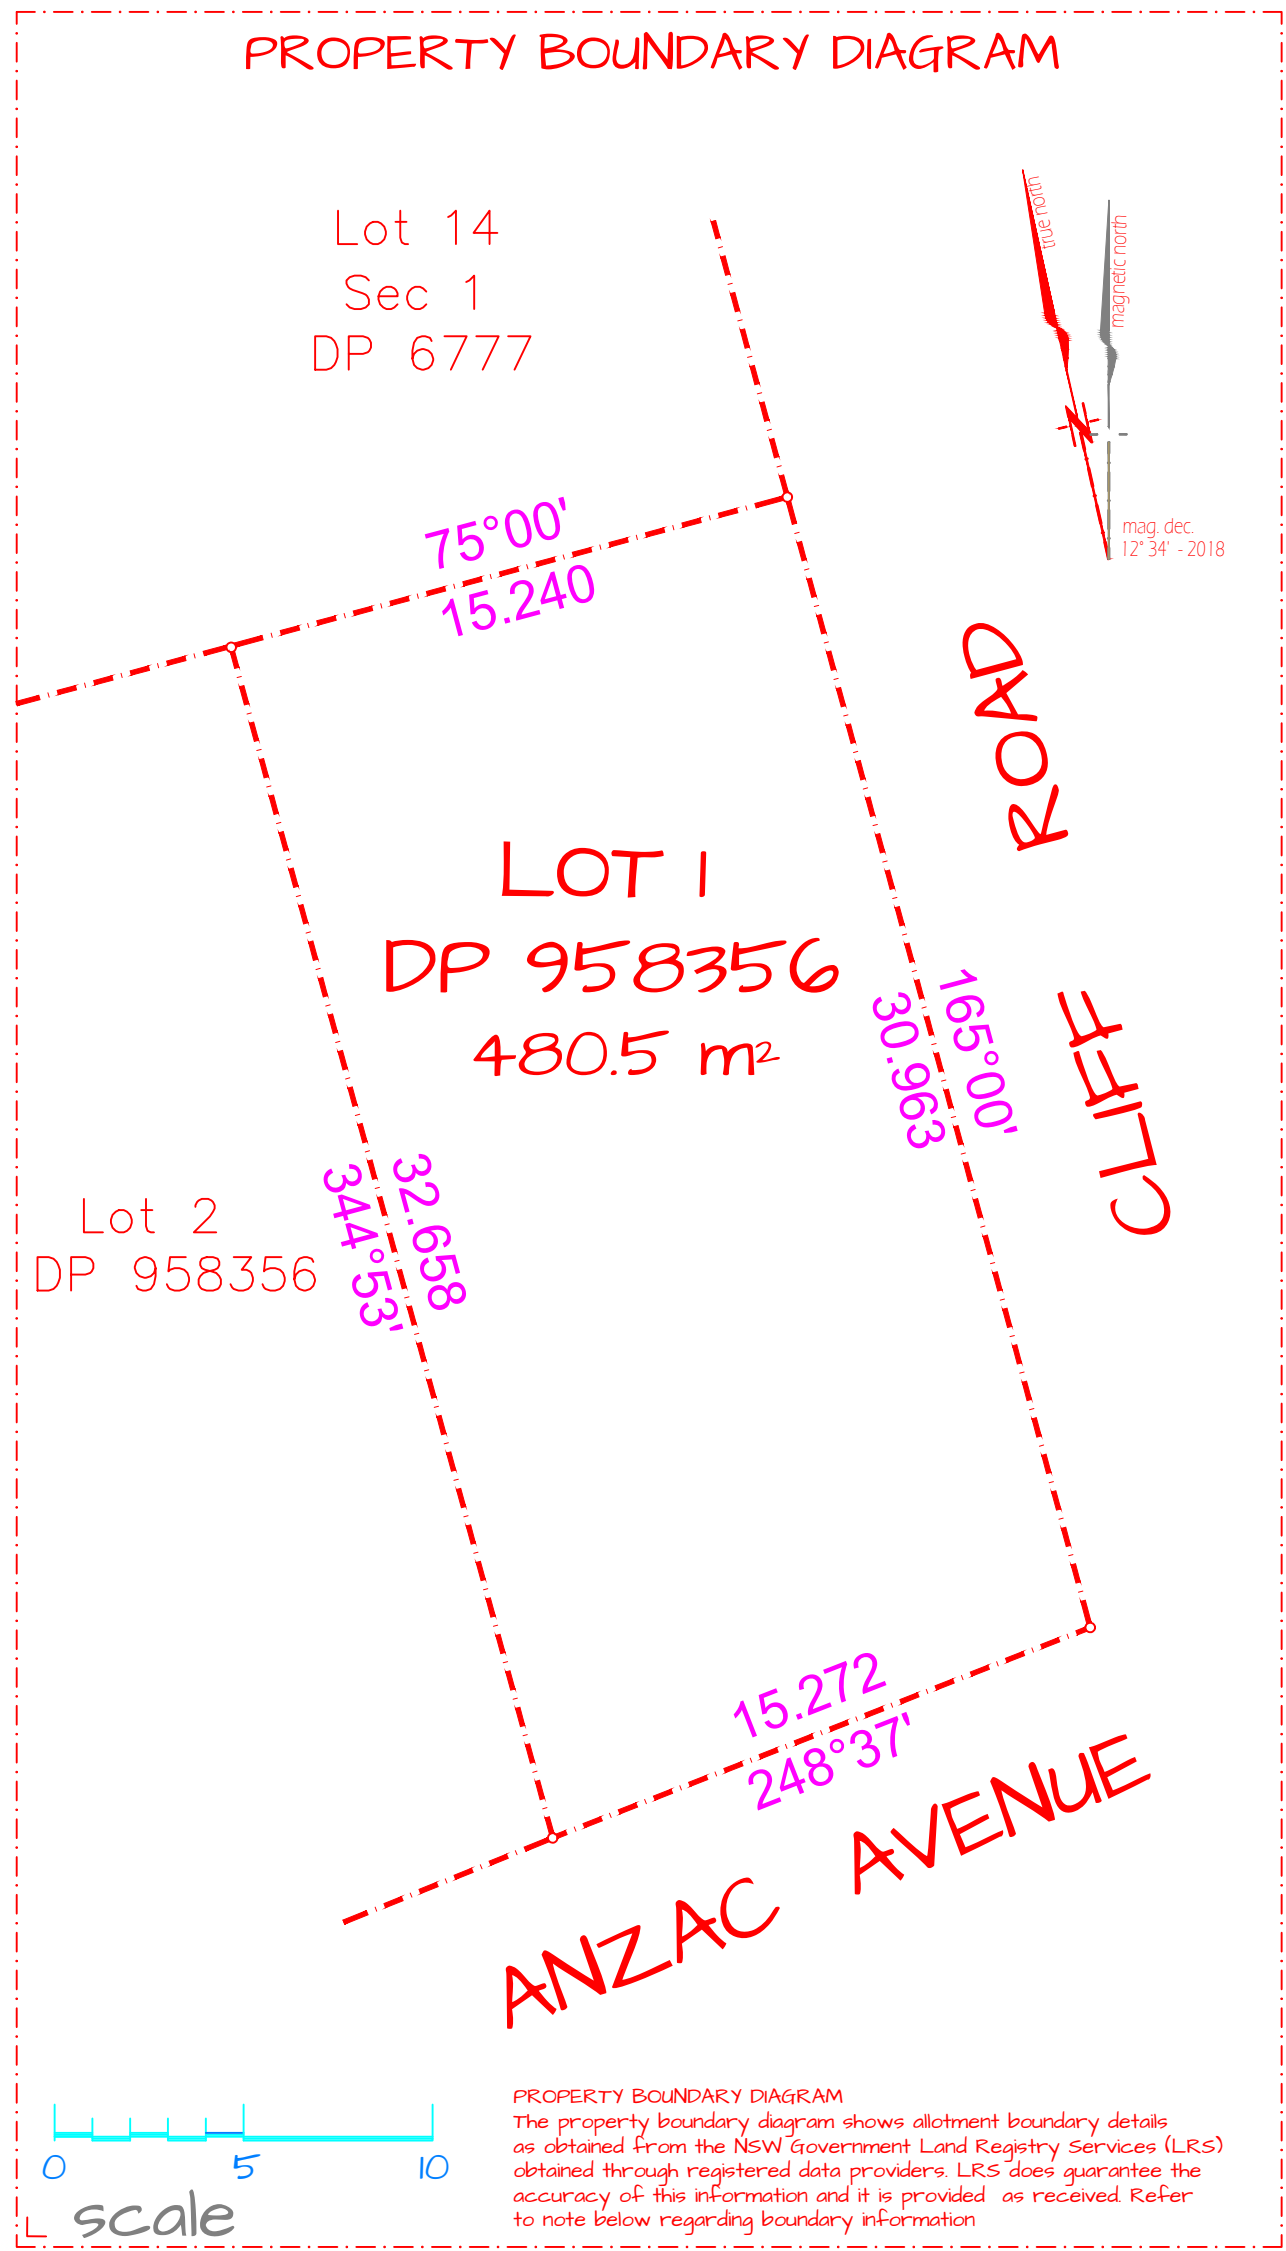 PROPERTY BOUNDARY DIAGRAM
Lot 14
Sec 1
DP 6777
true north
magnetic north
N
mag. dec.
12° 34' - 2018
75°00'
15.240
CLIFF ROAD
LOT 1
DP 958356
480.5 m²
165°00'
30.963
Lot 2
DP 958356
32.658
344°53'
15.272
248°37'
ANZAC AVENUE
0 5 10
scale
PROPERTY BOUNDARY DIAGRAM
The property boundary diagram shows allotment boundary details
as obtained from the NSW Government Land Registry Services (LRS)
obtained through registered data providers. LRS does guarantee the
accuracy of this information and it is provided as received. Refer
to note below regarding boundary information